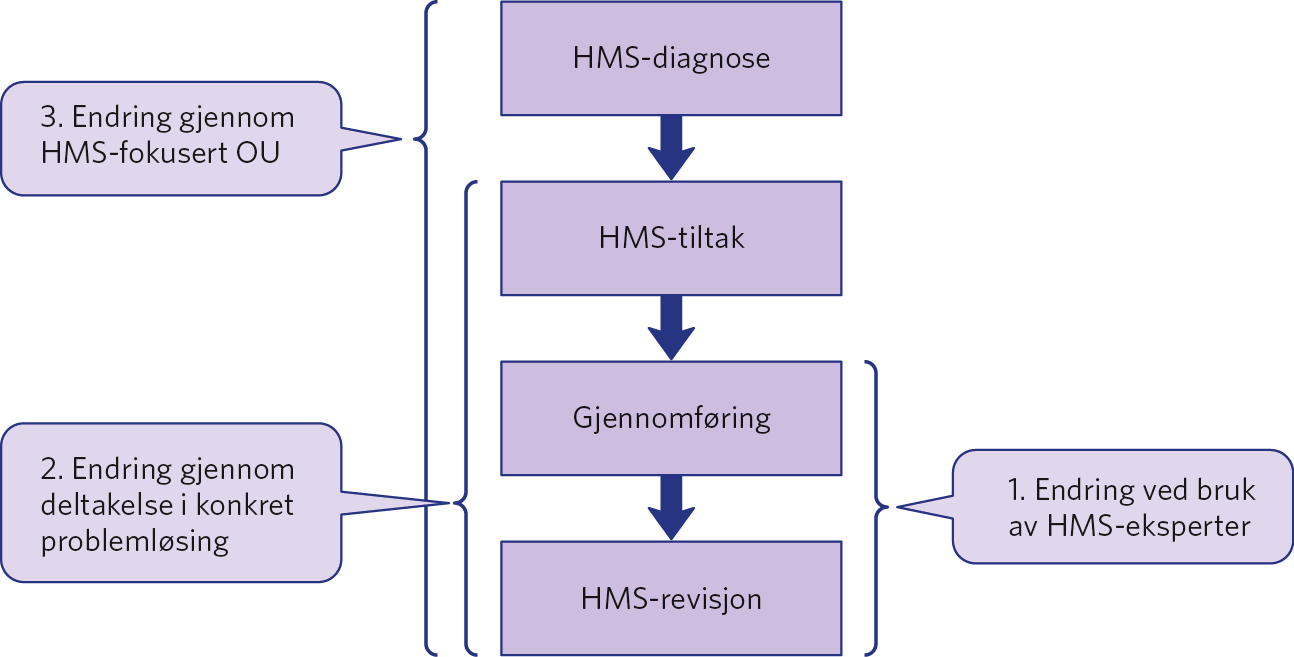 HMS-diagnose
3. Endring gjennom
HMS-fokusert OU
HMS-tiltak
Gjennomføring
2. Endring gjennom
deltakelse i konkret
problemløsing
1. Endring ved bruk
av HMS-eksperter
HMS-revisjon